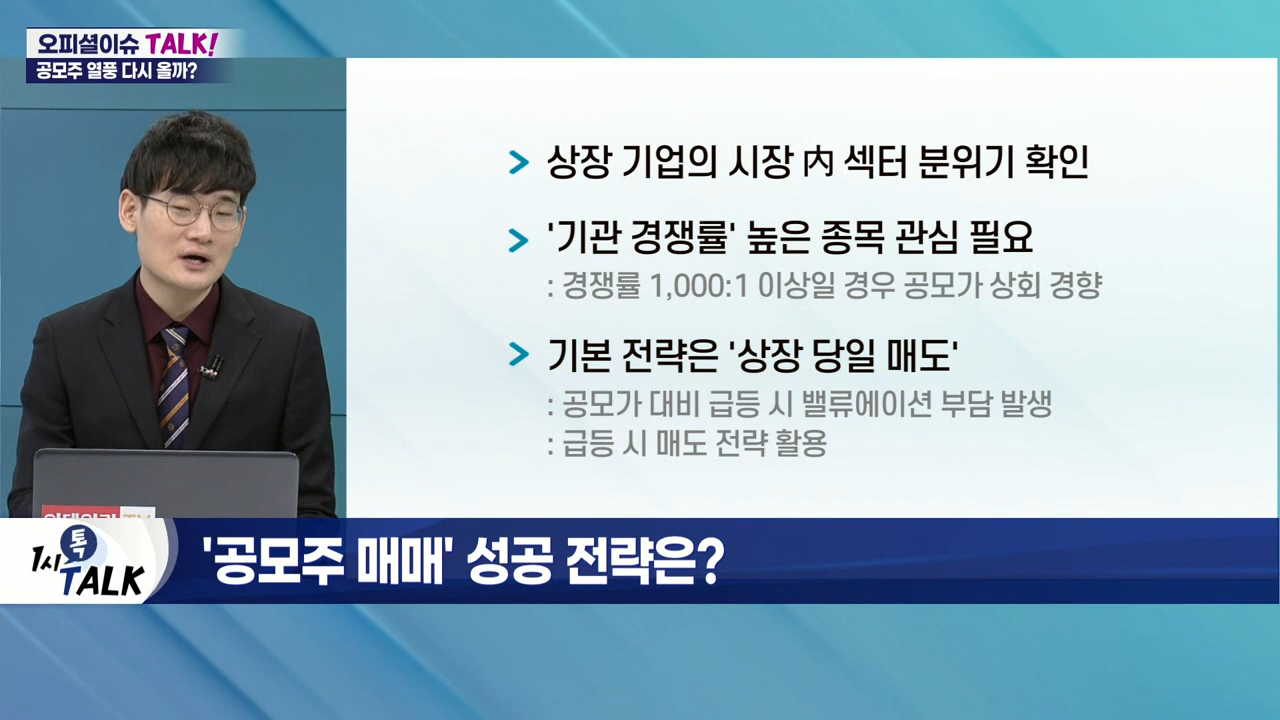 오피셜이슈 TALK!
공모주 열풍 다시 올까?
> 상장 기업의 시장 內 섹터 분위기 확인
> '기관 경쟁률' 높은 종목 관심 필요
: 경쟁률 1,000:1 이상일 경우 공모가 상회 경향
> 기본 전략은 '상장 당일 매도'
: 공모가 대비 급등 시 밸류에이션 부담 발생
: 급등 시 매도 전략 활용
1시 톡 TALK
'공모주 매매' 성공 전략은?